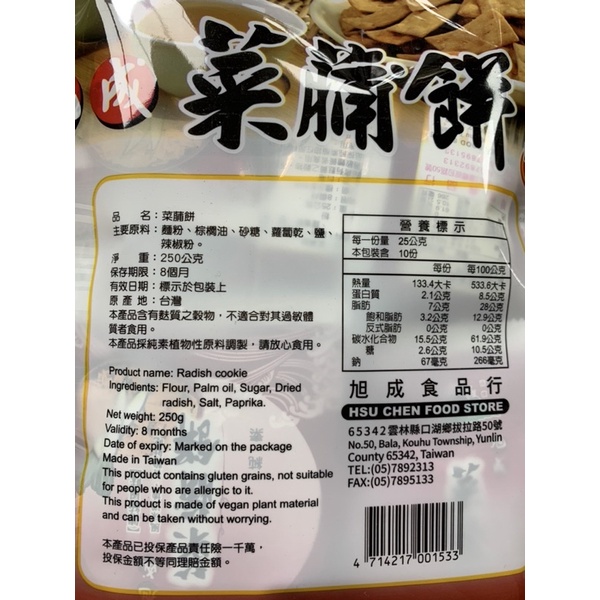 成
菜脯餅
品名：菜脯餅
主要原料：麵粉、棕櫚油、砂糖、蘿蔔乾、鹽、
辣椒粉。
淨重：250公克
保存期限：8個月
有效日期：標示於包裝上
原產地：台灣
本產品含有麩質之穀物，不適合對其過敏體
質者食用。
本產品採純素植物性原料調製，請放心食用。
Product name: Radish cookie
Ingredients: Flour, Palm oil, Sugar, Dried
radish, Salt, Paprika.
Net weight: 250g
Validity: 8 months
Date of expiry: Marked on the package
Made in Taiwan
This product contains gluten grains, not suitable
for people who are allergic to it.
This product is made of vegan plant material
and can be taken without worrying.
本產品已投保產品責任險一千萬，
投保金額不等同理賠金額。
營養標示
每一份量 25公克
本包裝含 10份
每份 每100公克
熱量 133.4大卡 533.6大卡
蛋白質 2.1公克 8.5公克
脂肪 7公克 28公克
飽和脂肪 3.2公克 12.9公克
反式脂肪 0公克 0公克
碳水化合物 15.5公克 61.9公克
糖 2.6公克 10.5公克
鈉 67毫克 266毫克
旭成食品行
HSU CHEN FOOD STORE
65342雲林縣口湖鄉拔拉路50號
No.50, Bala, Kouhu Township, Yunlin
County 65342, Taiwan
TEL:(05)7892313
FAX:(05)7895133
4 714217 001533